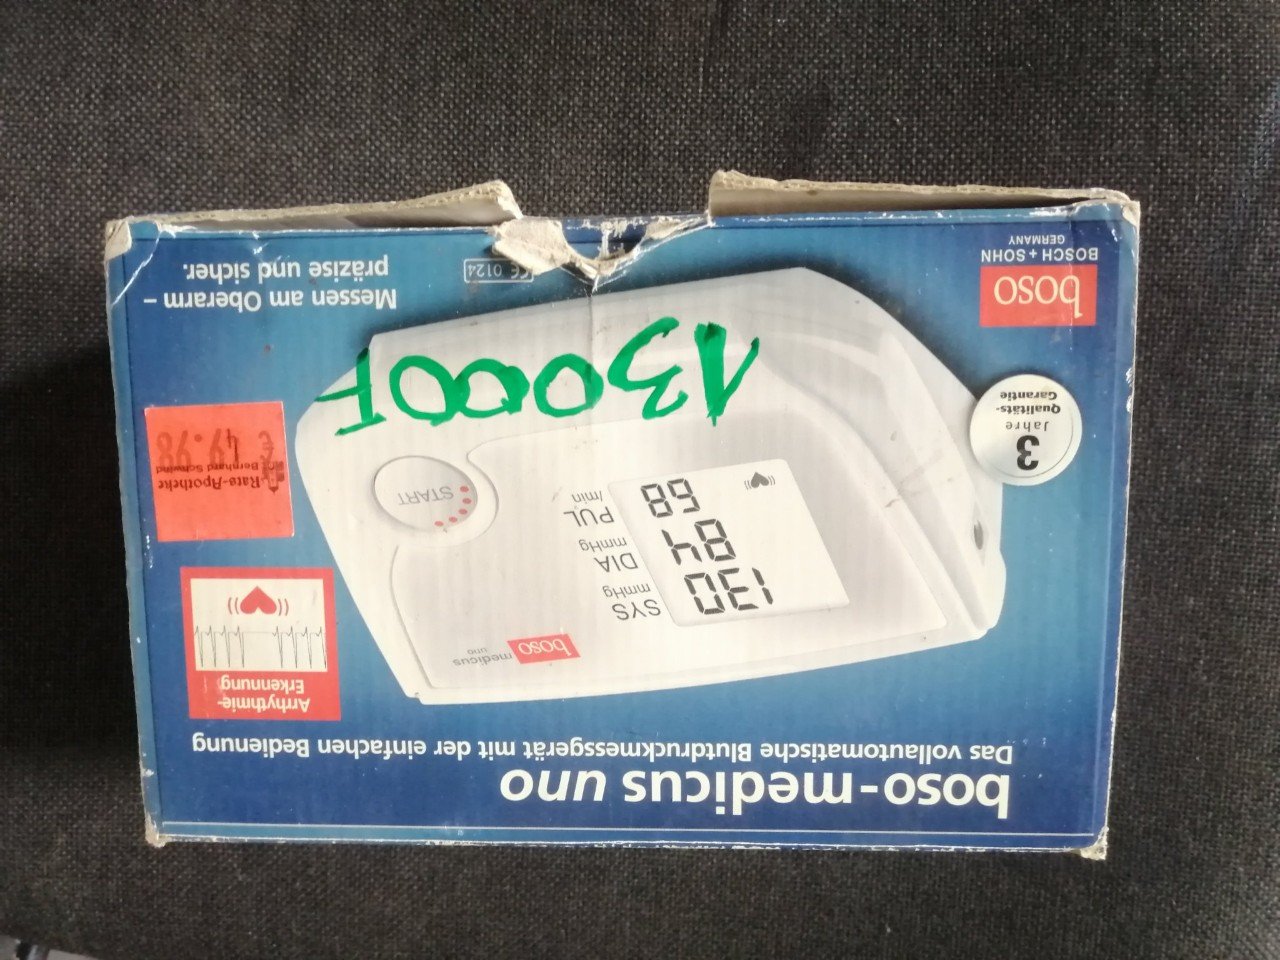 boso-medicus uno
Das vollautomatische Blutdruckmessgerät mit der einfachen Bedienung
Arrhythmie-
Erkennung
boso medicus
uno
SYS
mmHg
130
DIA
mmHg
84
PUL
/min
68
START
Rats-Apotheke
Bernhard Schwind
€ 49.98
3
Jahre
Qualitäts-
Garantie
13000F
boso
BOSCH + SOHN
GERMANY
CE 0124
Messen am Oberarm –
präzise und sicher.